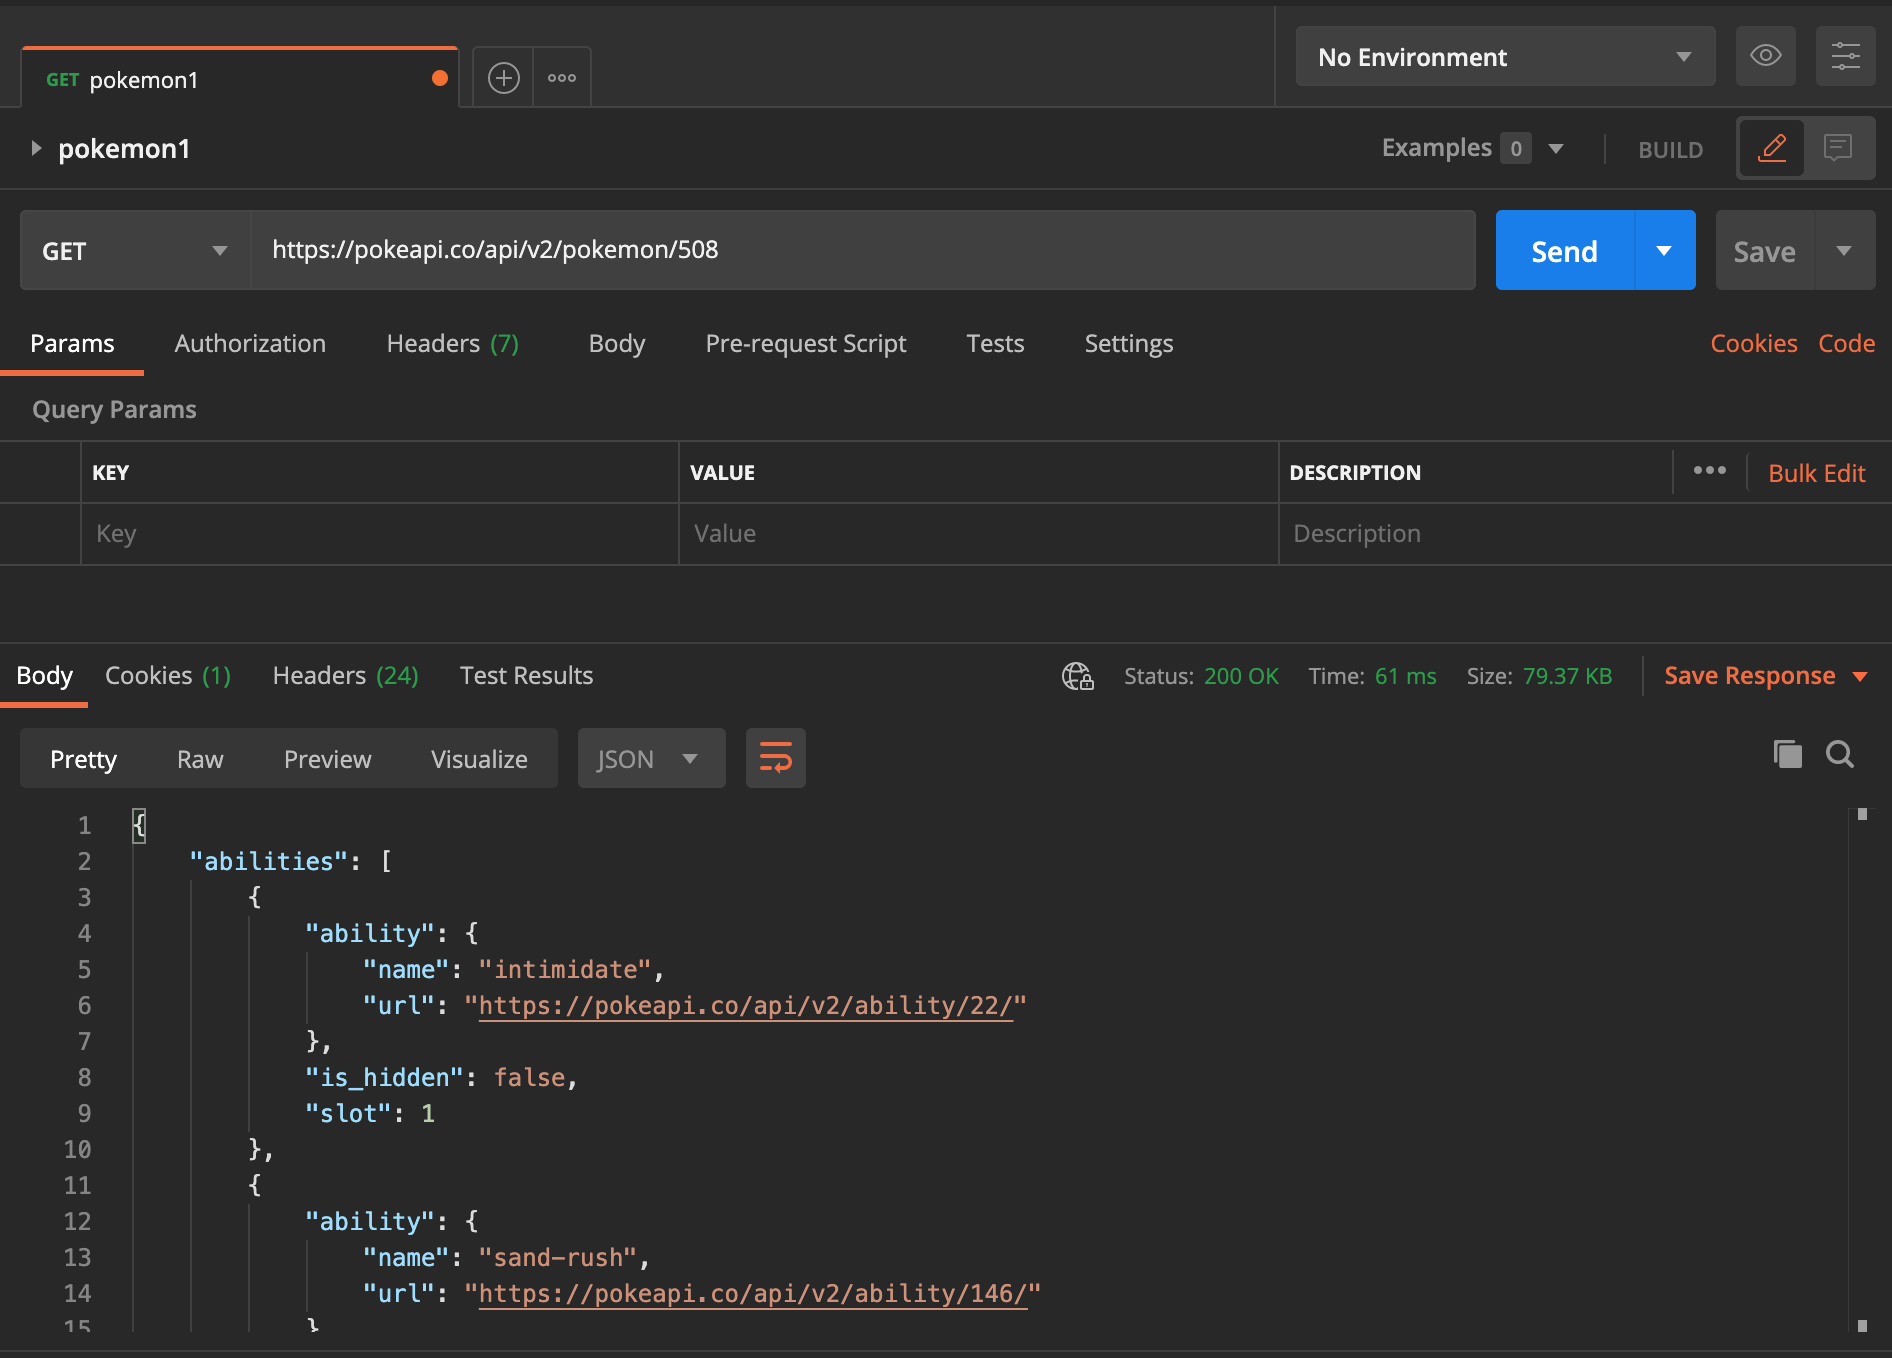 GET pokemon1
No Environment
pokemon1
Examples 0
BUILD
GET
https://pokeapi.co/api/v2/pokemon/508
Send
Save
Params Authorization Headers (7) Body Pre-request Script Tests Settings Cookies Code
Query Params
KEY VALUE DESCRIPTION Bulk Edit
Key Value Description
Body Cookies (1) Headers (24) Test Results Status: 200 OK Time: 61 ms Size: 79.37 KB Save Response
Pretty Raw Preview Visualize JSON
1 {
2 "abilities": [
3 {
4 "ability": {
5 "name": "intimidate",
6 "url": "https://pokeapi.co/api/v2/ability/22/"
7 },
8 "is_hidden": false,
9 "slot": 1
10 },
11 {
12 "ability": {
13 "name": "sand-rush",
14 "url": "https://pokeapi.co/api/v2/ability/146/"
15 }